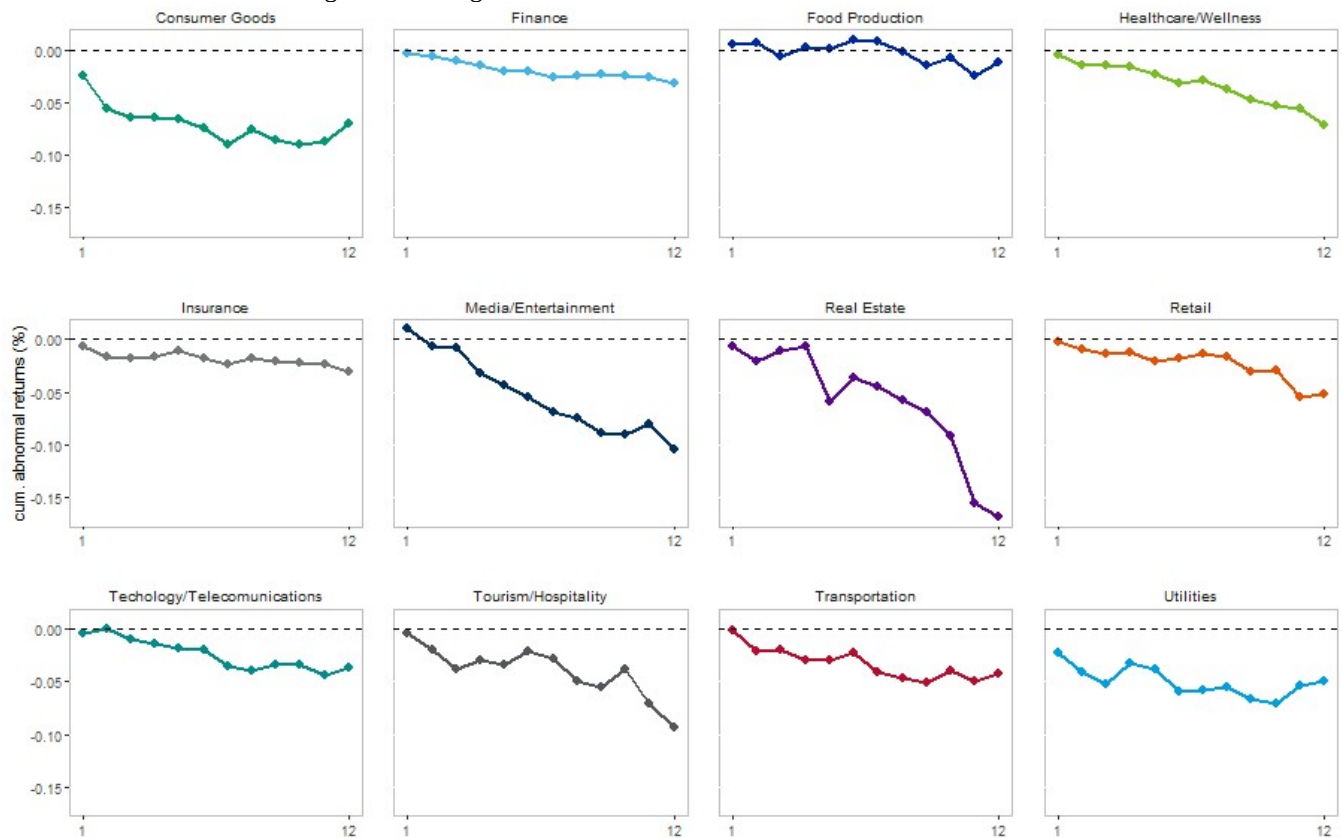 Consumer Goods Finance Food Production Healthcare/Wellness
0.00
-0.05
-0.10
-0.15
1 12 1 12 1 12 1 12
Insurance Media/Entertainment Real Estate Retail
cum. abnormal returns (%)
0.00
-0.05
-0.10
-0.15
1 12 1 12 1 12 1 12
Techology/Telecomunications Tourism/Hospitality Transportation Utilities
0.00
-0.05
-0.10
-0.15
1 12 1 12 1 12 1 12